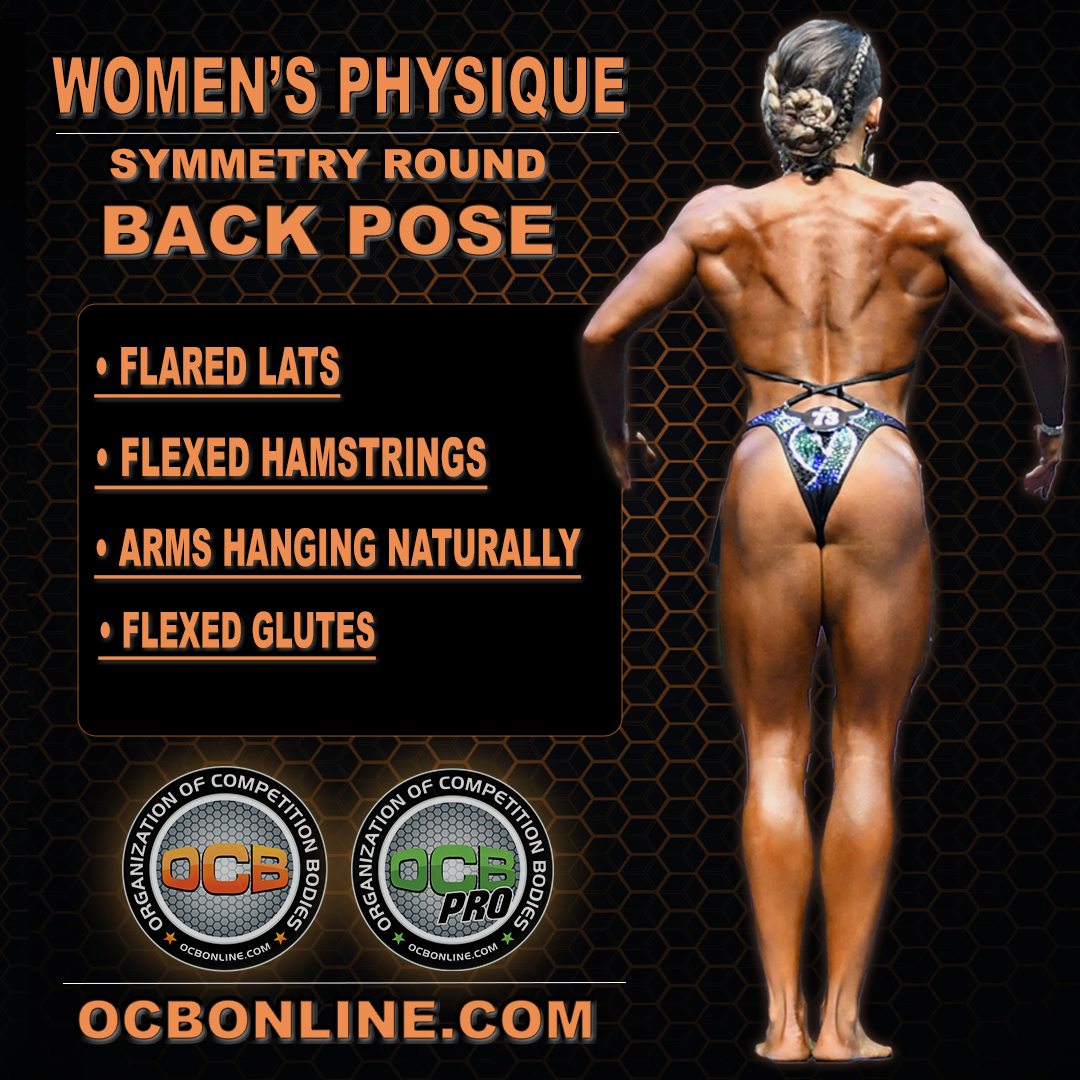 WOMEN'S PHYSIQUE
SYMMETRY ROUND
BACK POSE
• FLARED LATS
• FLEXED HAMSTRINGS
• ARMS HANGING NATURALLY
• FLEXED GLUTES
73
ORGANIZATION OF COMPETITION BODIES
OCB
OCBONLINE.COM
ORGANIZATION OF COMPETITION BODIES
OCB
PRO
OCBONLINE.COM
OCBONLINE.COM